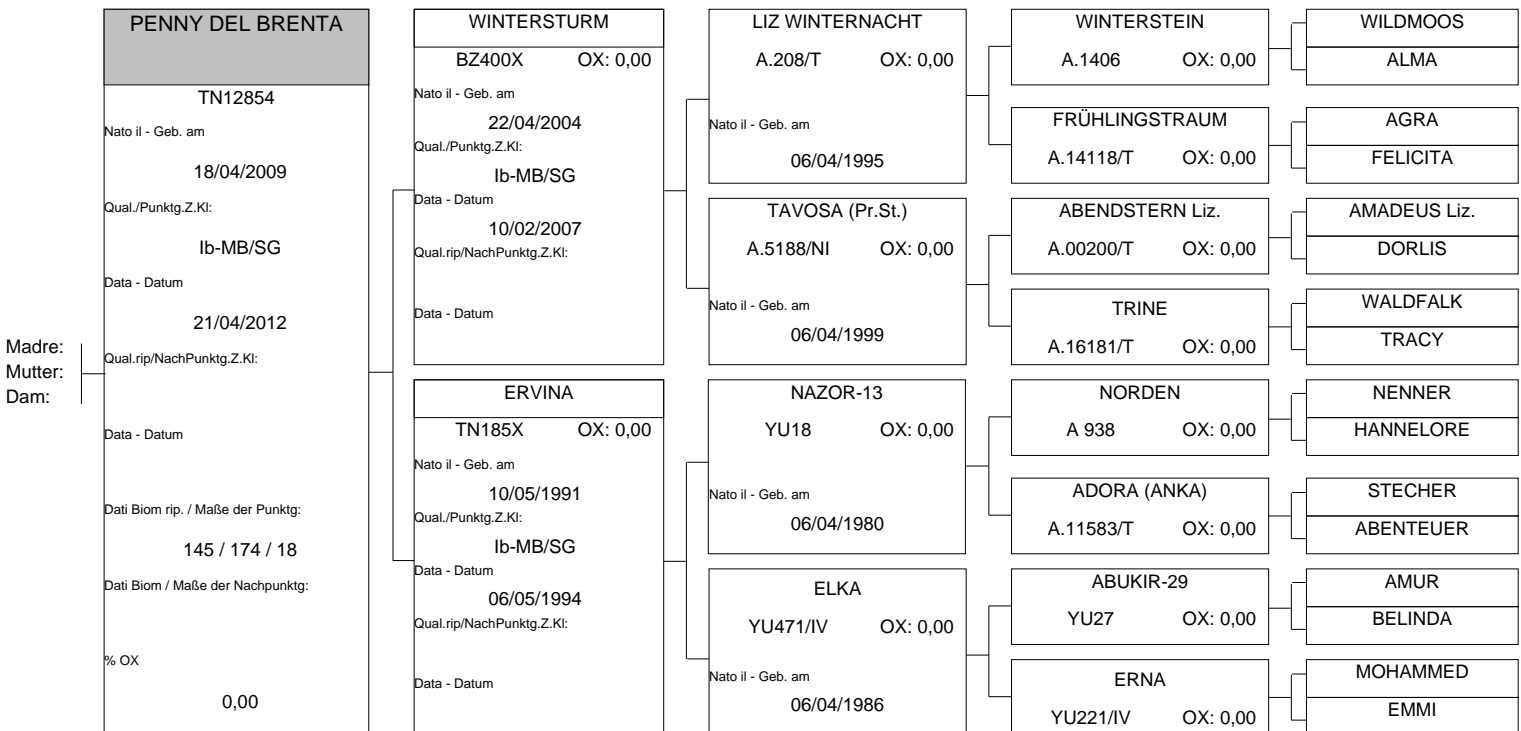 Madre:
Mutter:
Dam:
PENNY DEL BRENTA
TN12854
Nato il - Geb. am
18/04/2009
Qual./Punktg.Z.Kl:
Ib-MB/SG
Data - Datum
21/04/2012
Qual.rip/NachPunktg.Z.Kl:
Data - Datum
Dati Biom rip. / Maße der Punktg:
145 / 174 / 18
Dati Biom / Maße der Nachpunktg:
% OX
0,00
WINTERSTURM
BZ400X OX: 0,00
Nato il - Geb. am
22/04/2004
Qual./Punktg.Z.Kl:
Ib-MB/SG
Data - Datum
10/02/2007
Qual.rip/NachPunktg.Z.Kl:
Data - Datum
ERVINA
TN185X OX: 0,00
Nato il - Geb. am
10/05/1991
Qual./Punktg.Z.Kl:
Ib-MB/SG
Data - Datum
06/05/1994
Qual.rip/NachPunktg.Z.Kl:
Data - Datum
LIZ WINTERNACHT
A.208/T OX: 0,00
Nato il - Geb. am
06/04/1995
TAVOSA (Pr.St.)
A.5188/NI OX: 0,00
Nato il - Geb. am
06/04/1999
NAZOR-13
YU18 OX: 0,00
Nato il - Geb. am
06/04/1980
ELKA
YU471/IV OX: 0,00
Nato il - Geb. am
06/04/1986
WINTERSTEIN
A.1406 OX: 0,00
FRÜHLINGSTRAUM
A.14118/T OX: 0,00
ABENDSTERN Liz.
A.00200/T OX: 0,00
TRINE
A.16181/T OX: 0,00
NORDEN
A 938 OX: 0,00
ADORA (ANKA)
A.11583/T OX: 0,00
ABUKIR-29
YU27 OX: 0,00
ERNA
YU221/IV OX: 0,00
WILDMOOS
ALMA
AGRA
FELICITA
AMADEUS Liz.
DORLIS
WALDFALK
TRACY
NENNER
HANNELORE
STECHER
ABENTEUER
AMUR
BELINDA
MOHAMMED
EMMI